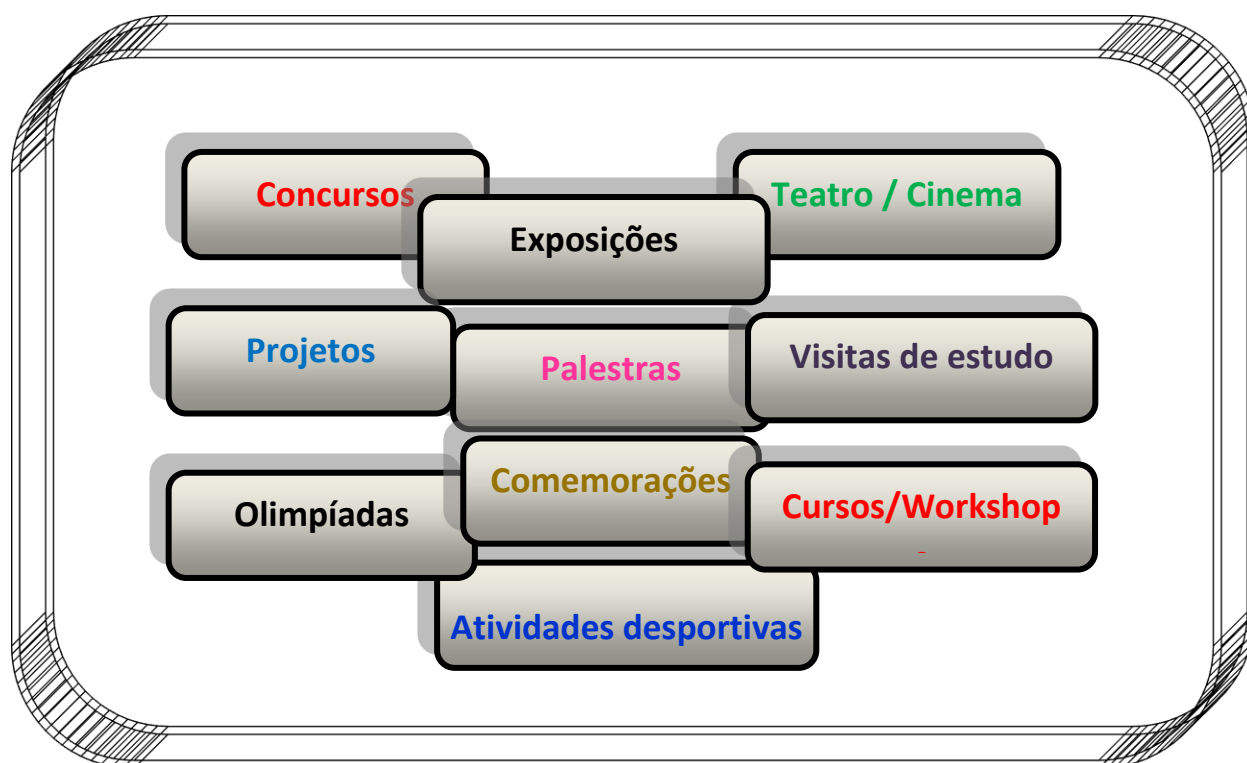 Concursos
Exposições
Teatro / Cinema
Projetos
Palestras
Visitas de estudo
Olimpíadas
Comemorações
Cursos/Workshop
Atividades desportivas